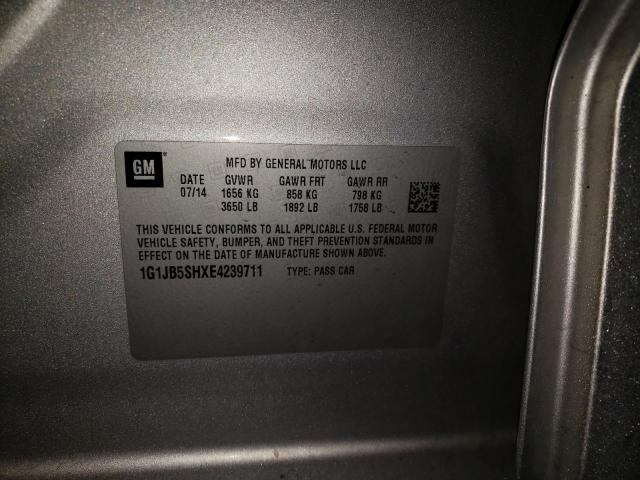 GM
MFD BY GENERAL MOTORS LLC
DATE GVWR GAWR FRT GAWR RR
07/14 1656 KG 858 KG 798 KG
3650 LB 1892 LB 1758 LB
THIS VEHICLE CONFORMS TO ALL APPLICABLE U.S. FEDERAL MOTOR
VEHICLE SAFETY, BUMPER, AND THEFT PREVENTION STANDARDS IN
EFFECT ON THE DATE OF MANUFACTURE SHOWN ABOVE.
1G1JB5SHXE4239711 TYPE: PASS CAR